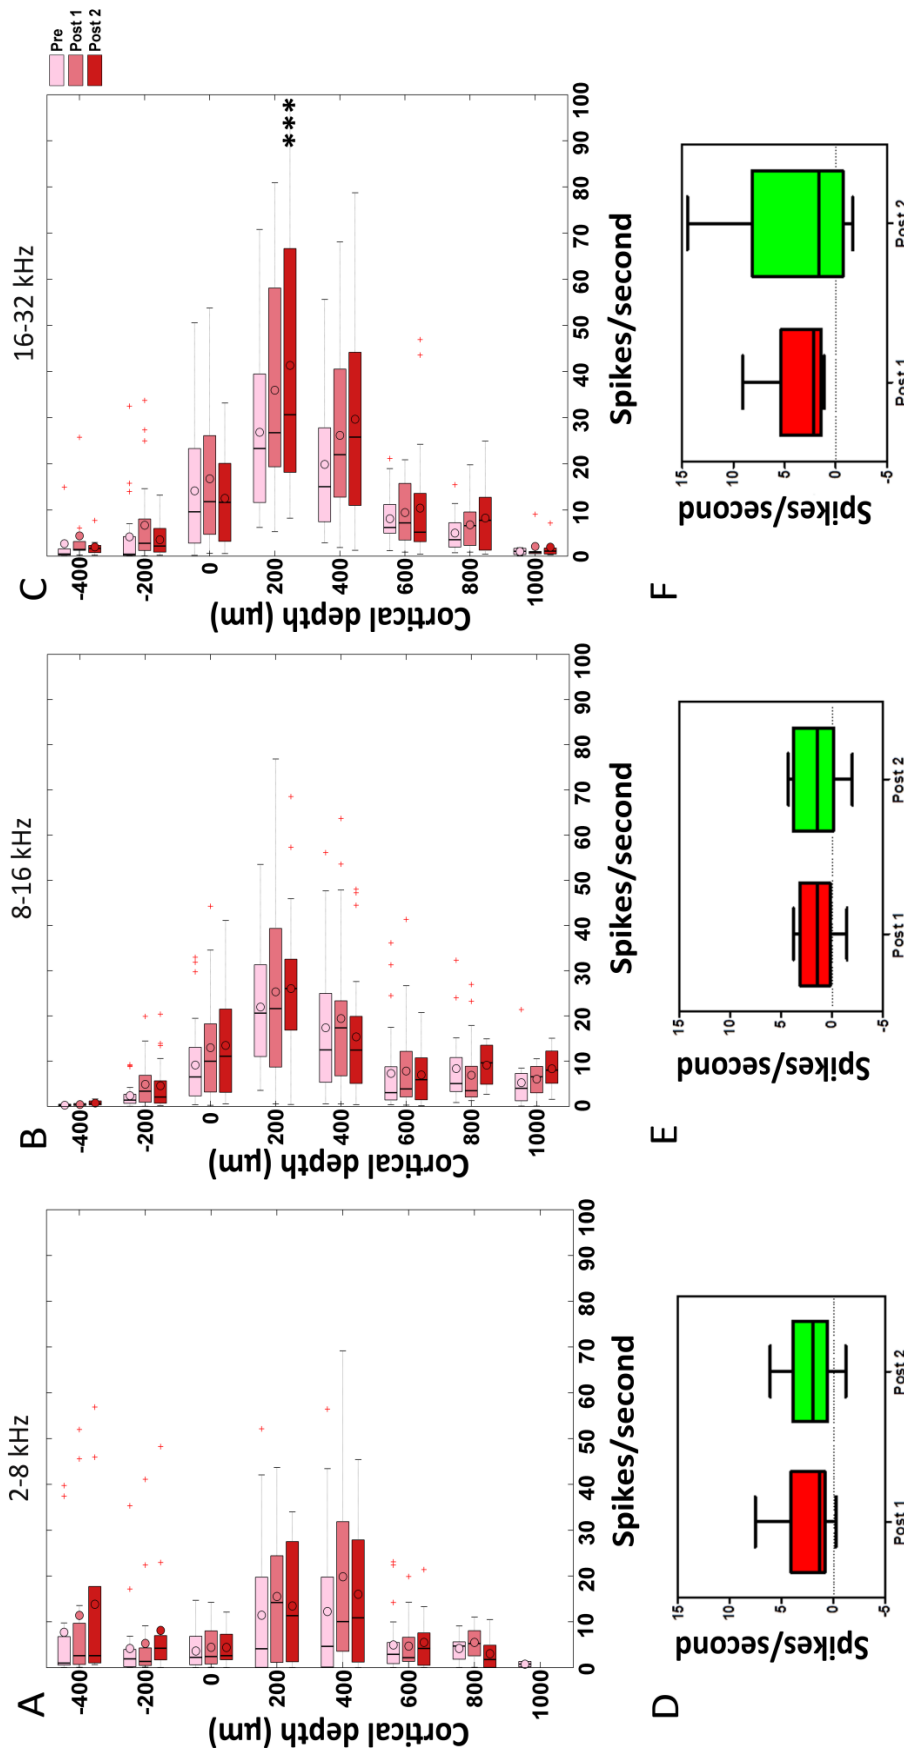 A
2-8 kHz
-400
-200
0
200
400
600
800
1000
Cortical depth (µm)
0 10 20 30 40 50 60 70 80 90 100
Spikes/second
B
8-16 kHz
-400
-200
0
200
400
600
800
1000
Cortical depth (µm)
0 10 20 30 40 50 60 70 80 90 100
Spikes/second
C
16-32 kHz
Pre
Post 1
Post 2
-400
-200
0
200
***
400
600
800
1000
Cortical depth (µm)
0 10 20 30 40 50 60 70 80 90 100
Spikes/second
D
15
10
5
0
-5
Spikes/second
Post 1 Post 2
E
15
10
5
0
-5
Spikes/second
Post 1 Post 2
F
15
10
5
0
-5
Spikes/second
Post 1 Post 2